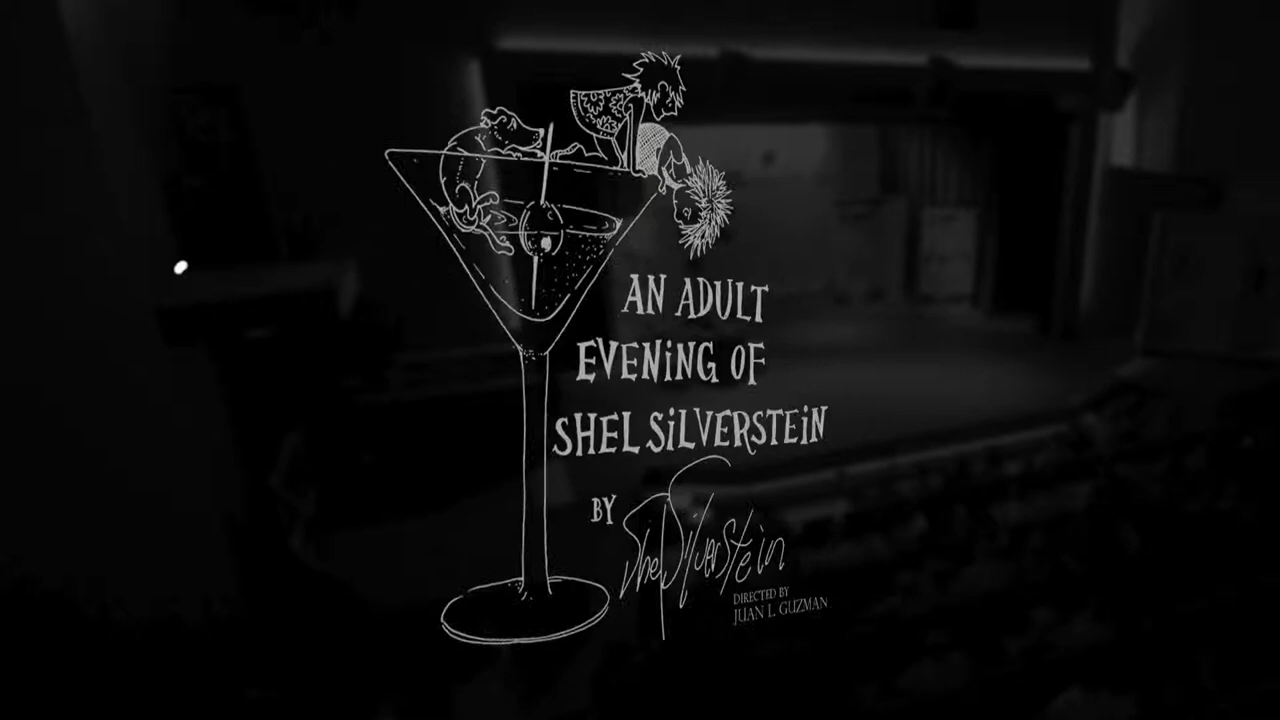 AN ADULT
EVENiNG OF
SHEL SiLVERSTEiN
BY Shel Silverstein
DIRECTED BY
JUAN L. GUZMAN